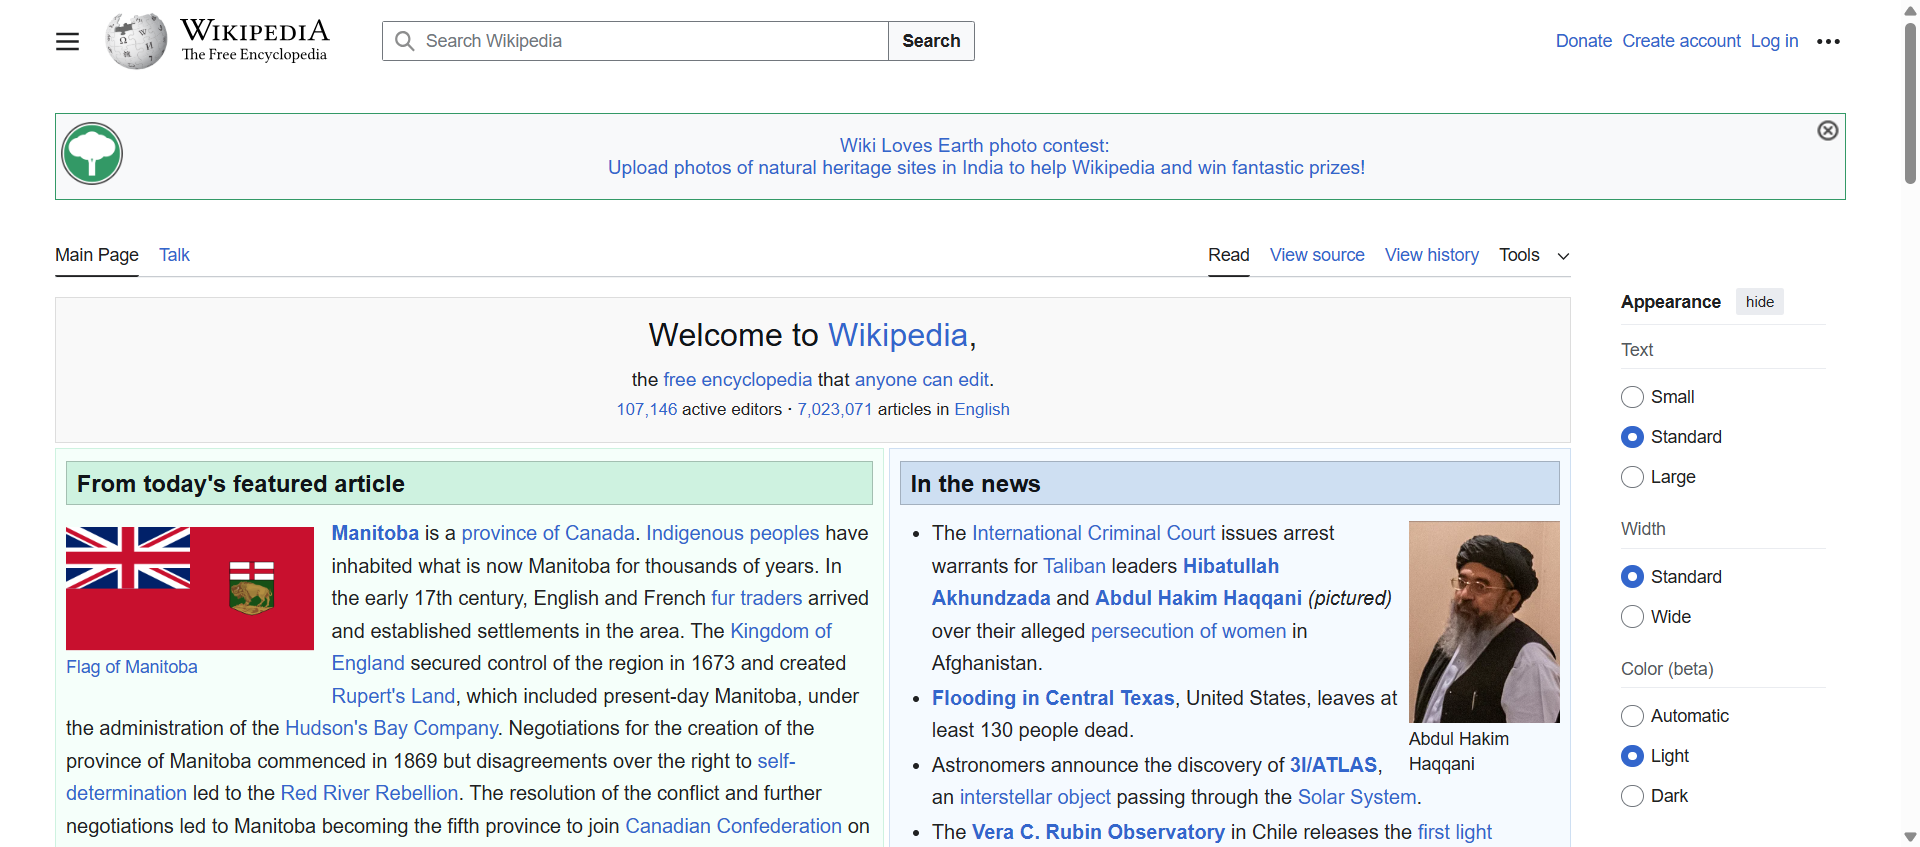 WIKIPEDIA
The Free Encyclopedia
Search Wikipedia
Search
Donate
Create account
Log in
Wiki Loves Earth photo contest:
Upload photos of natural heritage sites in India to help Wikipedia and win fantastic prizes!
Main Page
Talk
Read
View source
View history
Tools
Welcome to Wikipedia,
the free encyclopedia that anyone can edit.
107,146 active editors · 7,023,071 articles in English
From today's featured article
Flag of Manitoba
Manitoba is a province of Canada. Indigenous peoples have
inhabited what is now Manitoba for thousands of years. In
the early 17th century, English and French fur traders arrived
and established settlements in the area. The Kingdom of
England secured control of the region in 1673 and created
Rupert's Land, which included present-day Manitoba, under
the administration of the Hudson's Bay Company. Negotiations for the creation of the
province of Manitoba commenced in 1869 but disagreements over the right to self-
determination led to the Red River Rebellion. The resolution of the conflict and further
negotiations led to Manitoba becoming the fifth province to join Canadian Confederation on
In the news
The International Criminal Court issues arrest
warrants for Taliban leaders Hibatullah
Akhundzada and Abdul Hakim Haqqani (pictured)
over their alleged persecution of women in
Afghanistan.
Flooding in Central Texas, United States, leaves at
least 130 people dead.
Astronomers announce the discovery of 3I/ATLAS,
an interstellar object passing through the Solar System.
The Vera C. Rubin Observatory in Chile releases the first light
Abdul Hakim
Haqqani
Appearance
hide
Text
Small
Standard
Large
Width
Standard
Wide
Color (beta)
Automatic
Light
Dark